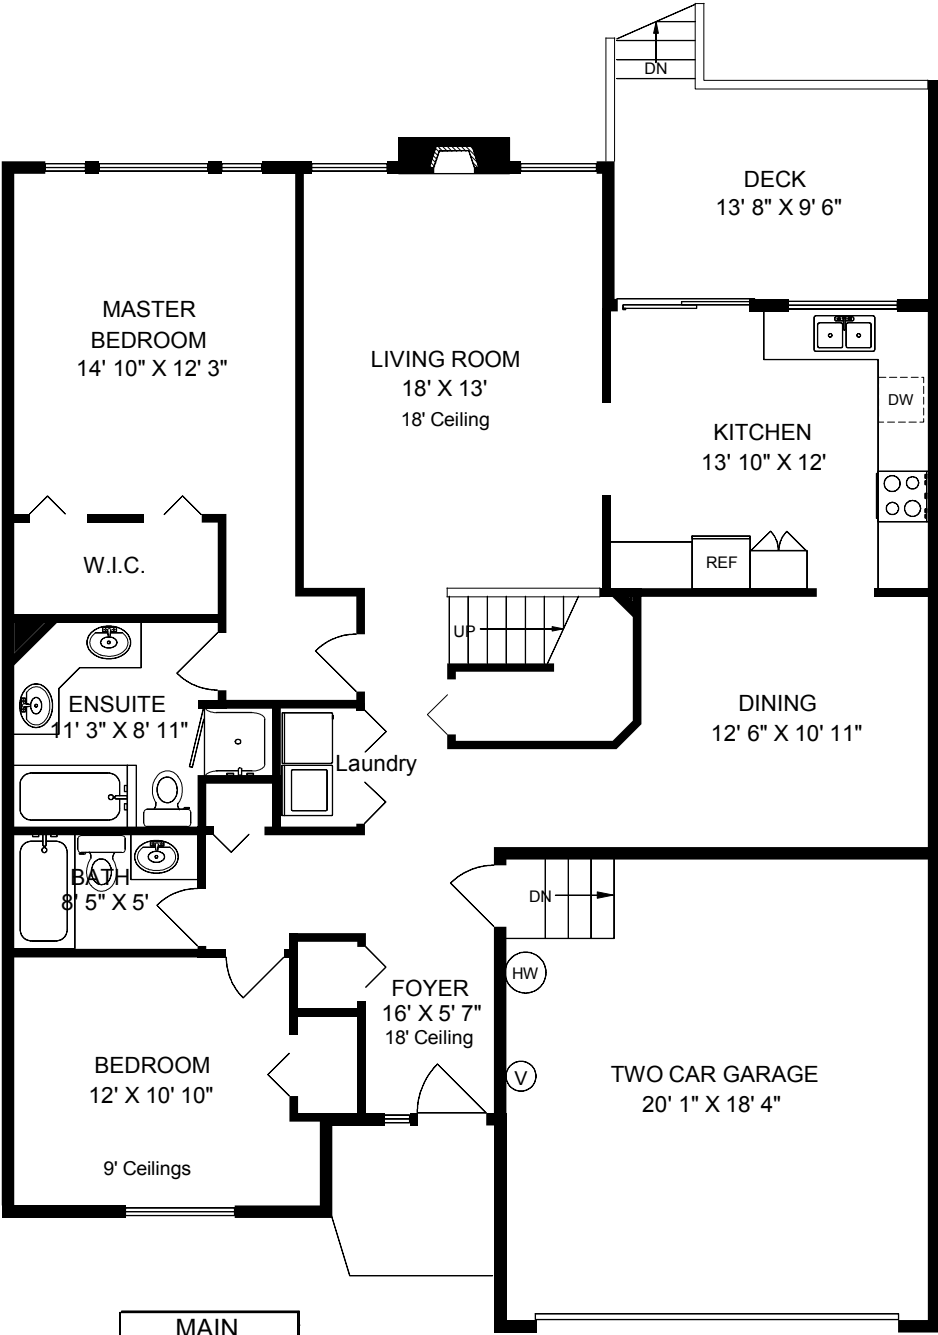 DN
DECK
13' 8" X 9' 6"
MASTER
BEDROOM
14' 10" X 12' 3"
LIVING ROOM
18' X 13'
18' Ceiling
KITCHEN
13' 10" X 12'
DW
REF
W.I.C.
UP
ENSUITE
11' 3" X 8' 11"
DINING
12' 6" X 10' 11"
Laundry
BATH
8' 5" X 5'
DN
HW
FOYER
16' X 5' 7"
18' Ceiling
BEDROOM
12' X 10' 10"
9' Ceilings
V
TWO CAR GARAGE
20' 1" X 18' 4"
MAIN